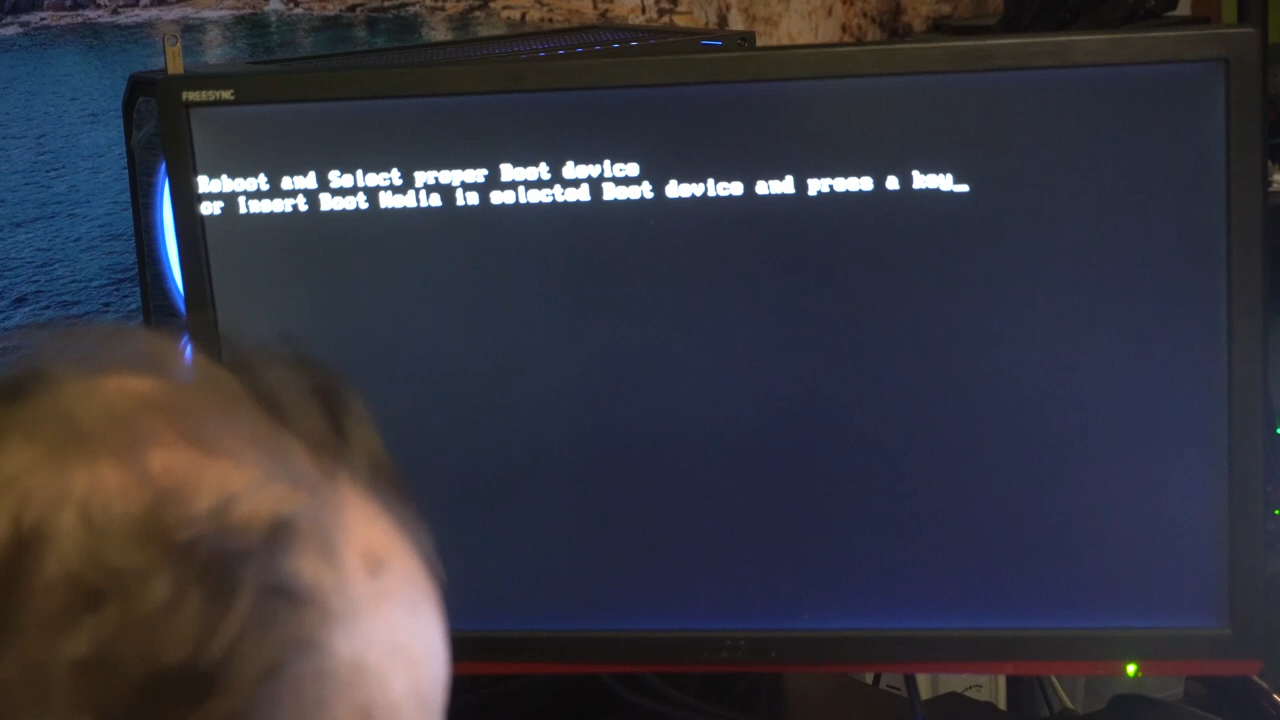 FREESYNC
Reboot and Select proper Boot device
or Insert Boot Media in selected Boot device and press a key_